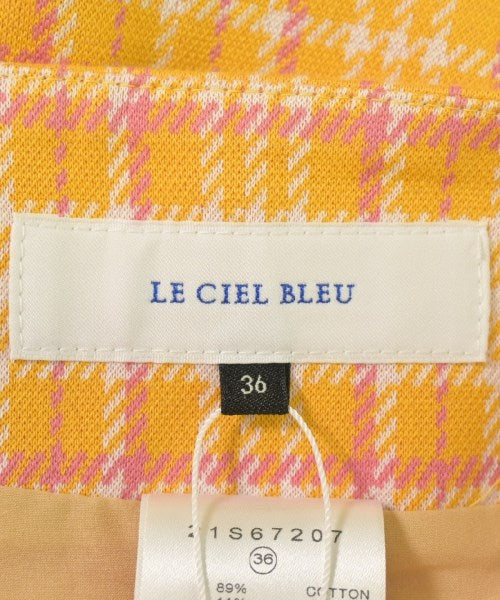 LE CIEL BLEU
36
21S67207
36
89% COTTON